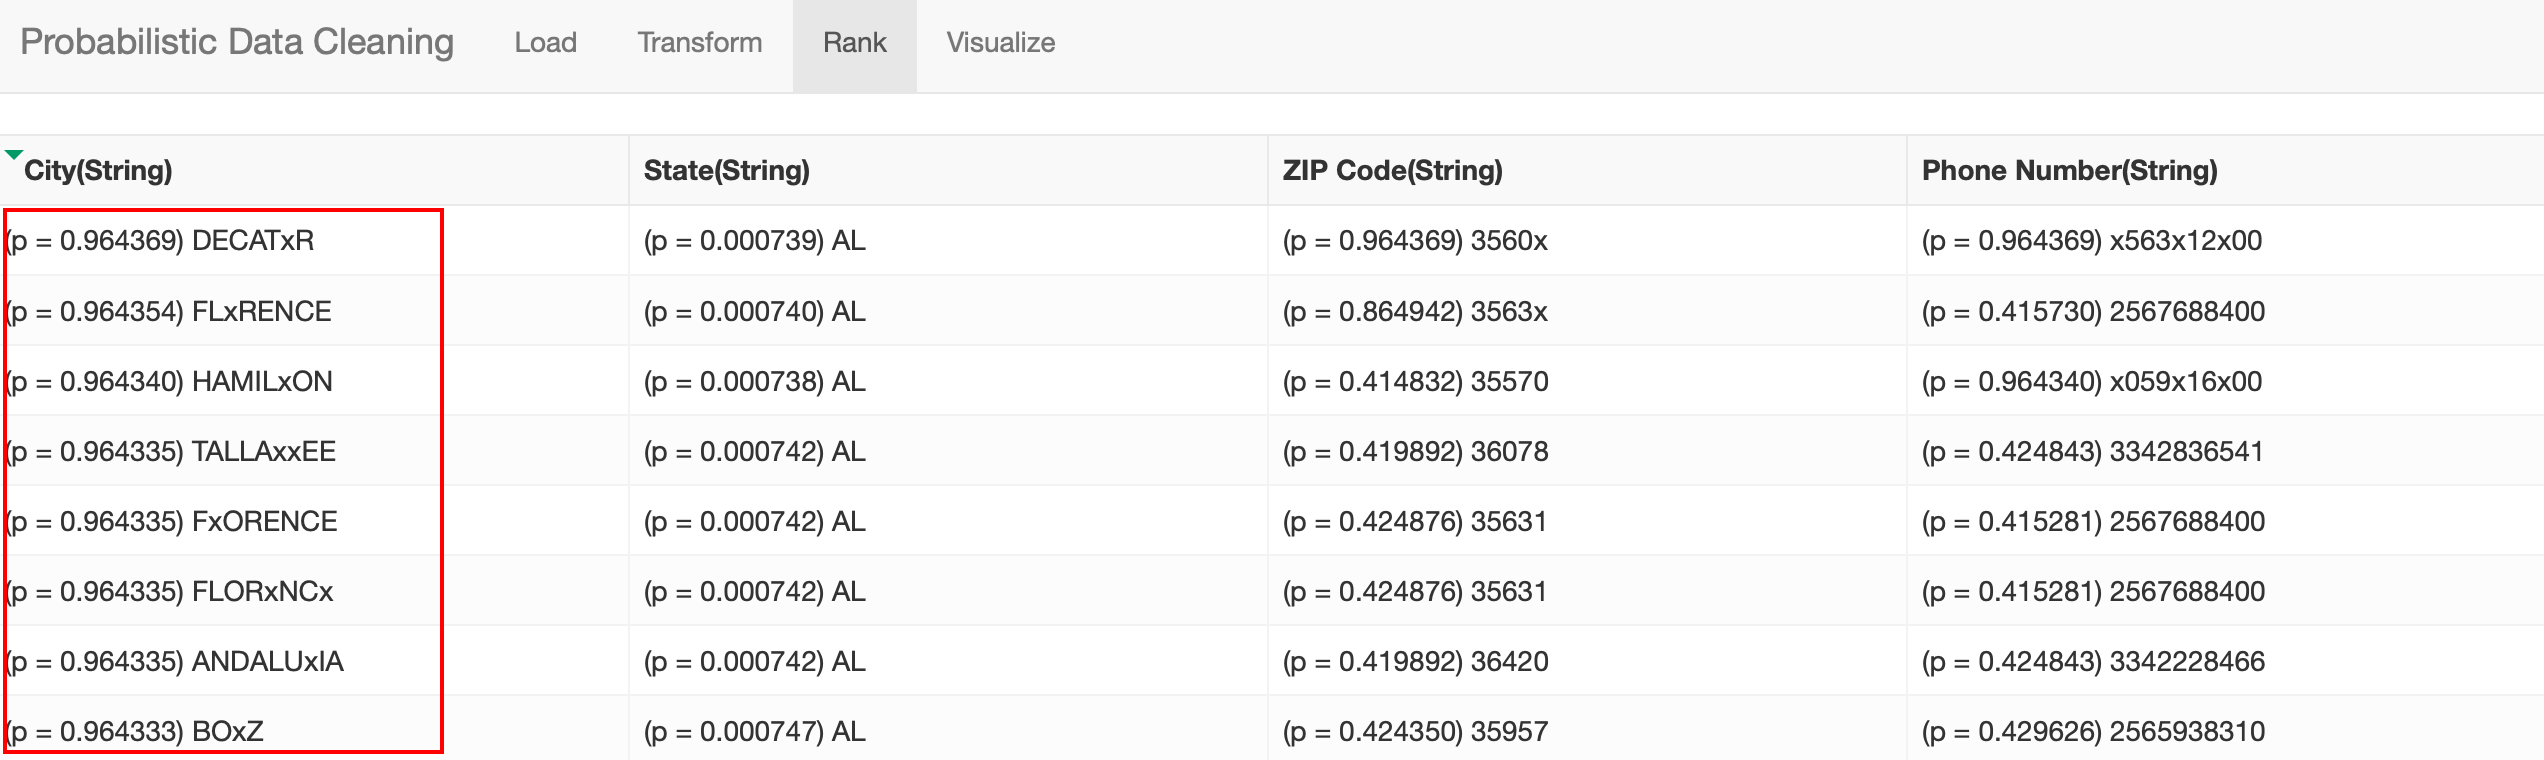 Probabilistic Data Cleaning Load Transform Rank Visualize
City(String) State(String) ZIP Code(String) Phone Number(String)
(p = 0.964369) DECATxR (p = 0.000739) AL (p = 0.964369) 3560x (p = 0.964369) x563x12x00
(p = 0.964354) FLxRENCE (p = 0.000740) AL (p = 0.864942) 3563x (p = 0.415730) 2567688400
(p = 0.964340) HAMILxON (p = 0.000738) AL (p = 0.414832) 35570 (p = 0.964340) x059x16x00
(p = 0.964335) TALLAxxEE (p = 0.000742) AL (p = 0.419892) 36078 (p = 0.424843) 3342836541
(p = 0.964335) FxORENCE (p = 0.000742) AL (p = 0.424876) 35631 (p = 0.415281) 2567688400
(p = 0.964335) FLORxNCx (p = 0.000742) AL (p = 0.424876) 35631 (p = 0.415281) 2567688400
(p = 0.964335) ANDALUxIA (p = 0.000742) AL (p = 0.419892) 36420 (p = 0.424843) 3342228466
(p = 0.964333) BOxZ (p = 0.000747) AL (p = 0.424350) 35957 (p = 0.429626) 2565938310